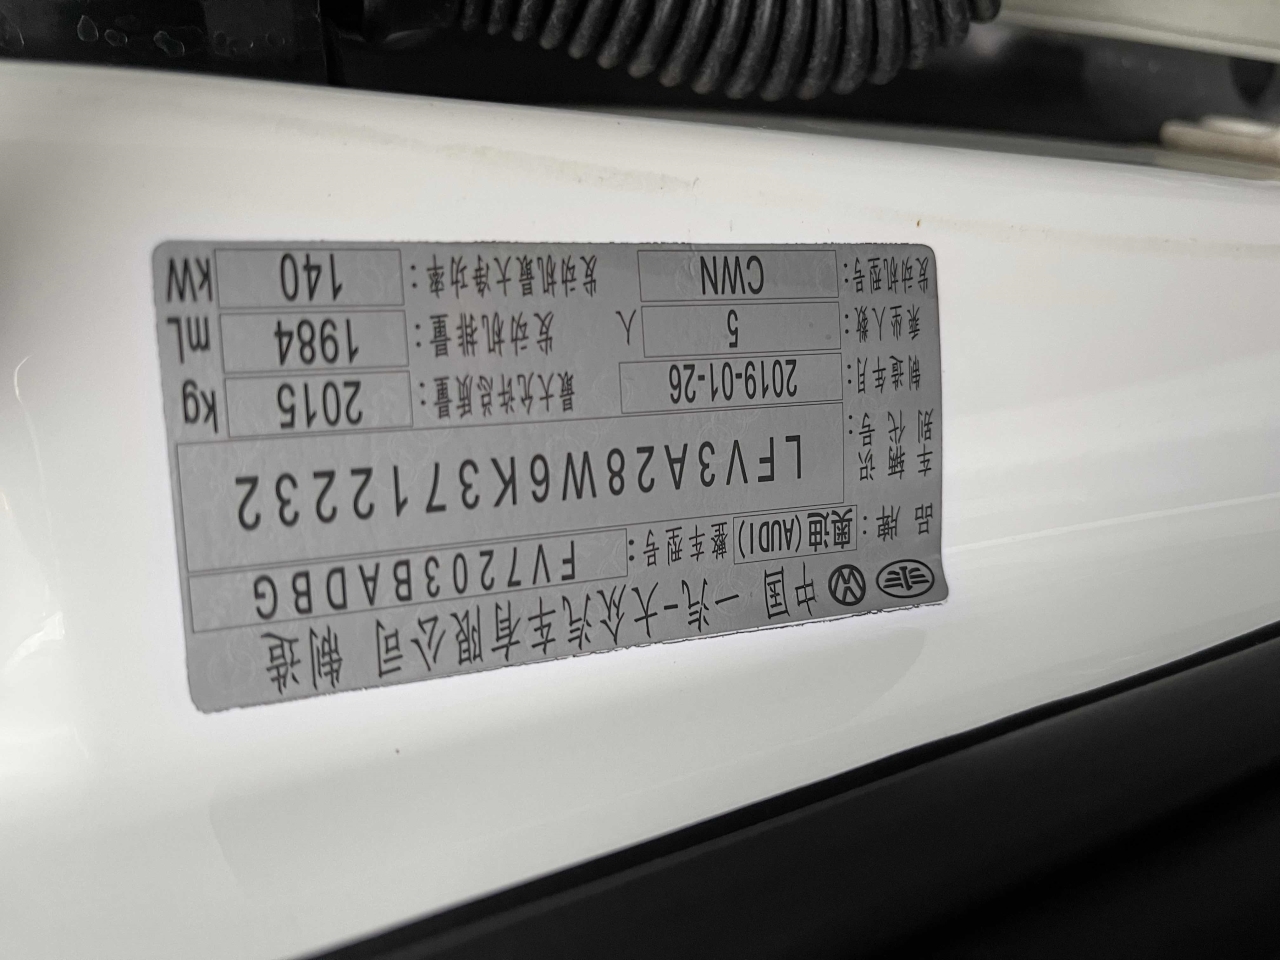 中国 一汽-大众汽车有限公司 制造
品牌: 奥迪(AUDI) 整车型号: FV7203BADBG
车辆识别代号: LFV3A28W6K3712232
制造年月: 2019-01-26 最大允许总质量: 2015 kg
乘坐人数: 5 人 发动机排量: 1984 mL
发动机型号: CWN 发动机最大净功率: 140 kW